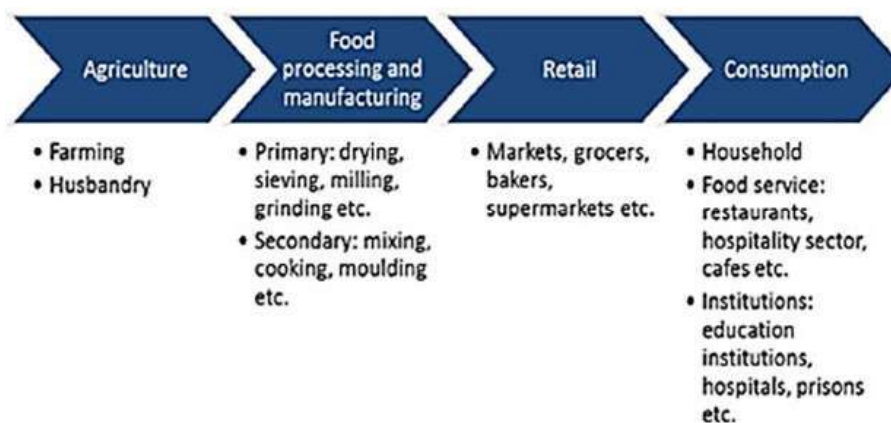 Agriculture
Food
processing and
manufacturing
Retail
Consumption
• Farming
• Husbandry
• Primary: drying,
sieving, milling,
grinding etc.
• Secondary: mixing,
cooking, moulding
etc.
• Markets, grocers,
bakers,
supermarkets etc.
• Household
• Food service:
restaurants,
hospitality sector,
cafes etc.
• Institutions:
education
institutions,
hospitals, prisons
etc.